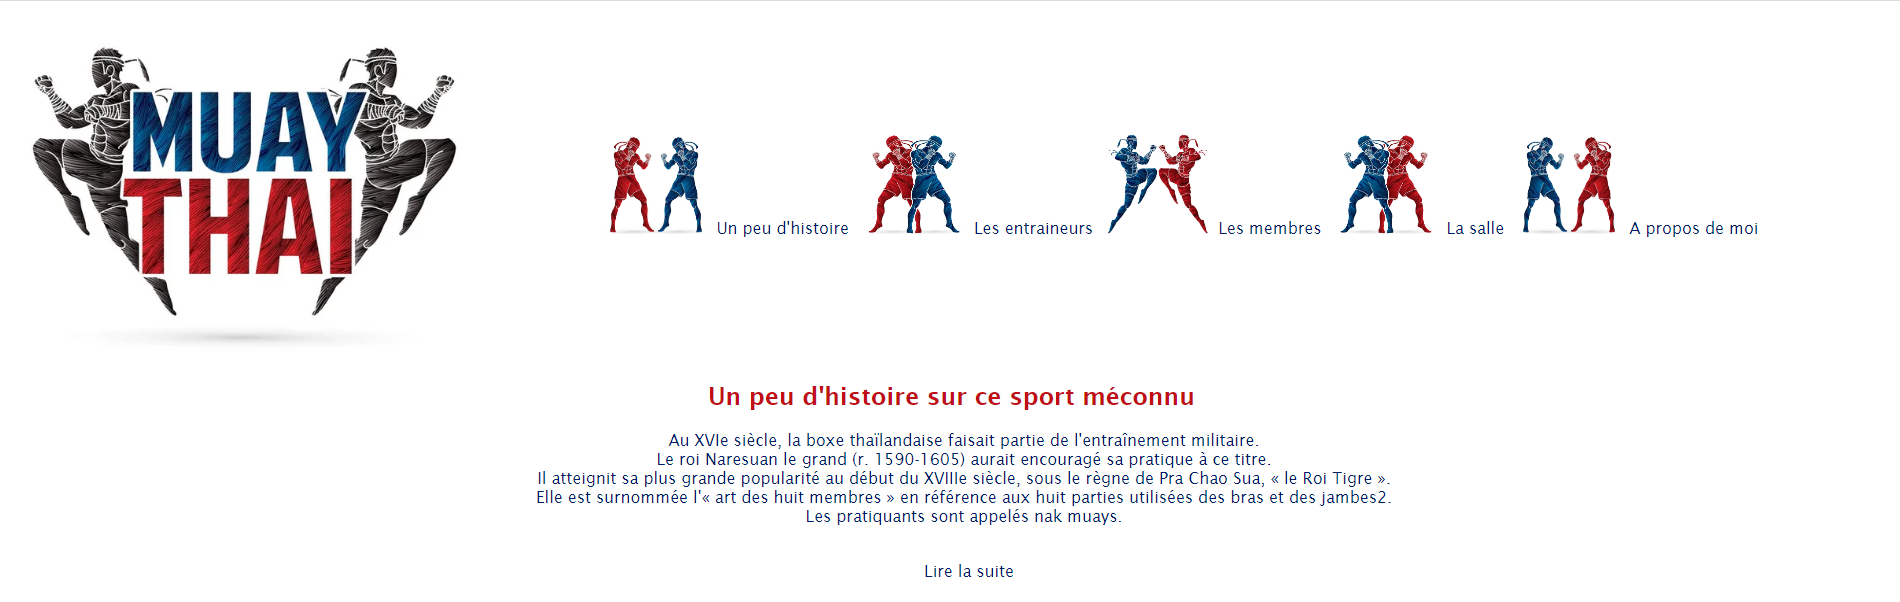 MUAY
THAI
Un peu d'histoire
Les entraineurs
Les membres
La salle
A propos de moi
Un peu d'histoire sur ce sport méconnu
Au XVIe siècle, la boxe thaïlandaise faisait partie de l'entraînement militaire.
Le roi Naresuan le grand (r. 1590-1605) aurait encouragé sa pratique à ce titre.
Il atteignit sa plus grande popularité au début du XVIIIe siècle, sous le règne de Pra Chao Sua, « le Roi Tigre ».
Elle est surnommée l'« art des huit membres » en référence aux huit parties utilisées des bras et des jambes2.
Les pratiquants sont appelés nak muays.
Lire la suite